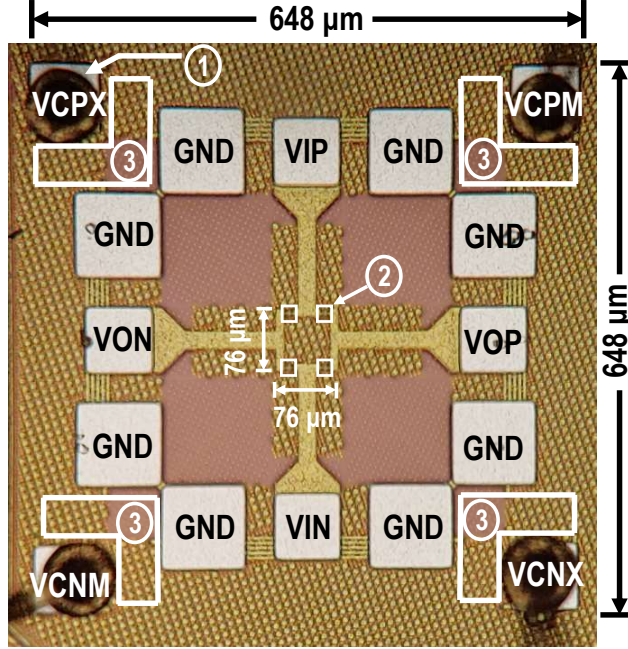 648 µm
1
VCPX
VCPM
3
GND
VIP
GND
3
GND
GND
2
VON
76 µm
VOP
648 µm
76 µm
GND
GND
3
GND
VIN
GND
3
VCNM
VCNX